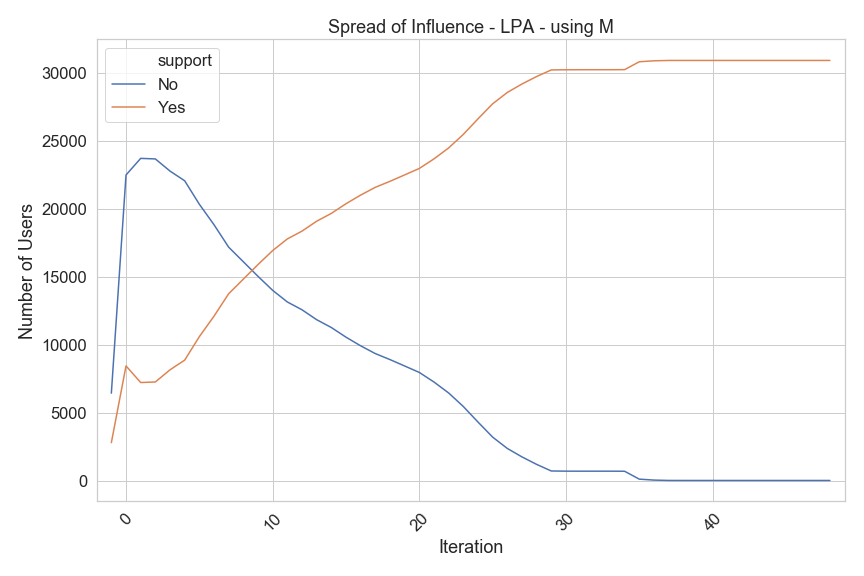 Spread of Influence - LPA - using M
support
No
Yes
Number of Users
30000
25000
20000
15000
10000
5000
0
0
10
20
30
40
Iteration